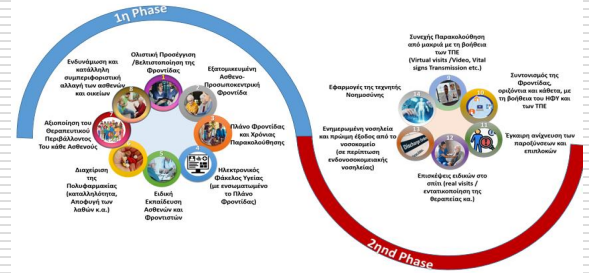 1η Phase
Ολιστική Προσέγγιση
/Βελτιστοποίηση της
Φροντίδας
Ενδυνάμωση και
κατάλληλη
συμπεριφοριστική
αλλαγή των ασθενών
και οικείων
Εξατομικευμένη
Ασθενο-
Προσωποκεντρική
Φροντίδα
Αξιοποίηση του
Θεραπευτικού
Περιβάλλοντος
Του κάθε Ασθενούς
Πλάνο Φροντίδας
και Χρόνιας
Παρακολούθησης
Διαχείριση
της
Πολυφαρμακίας
(καταλληλότητα,
Αποφυγή των
λαθών κ.α.)
Ειδική
Εκπαίδευση
Ασθενών και
Φροντιστών
Ηλεκτρονικός
Φάκελος Υγείας
(με ενσωματωμένο
το Πλάνο
Φροντίδας)
Συνεχής Παρακολούθηση
από μακριά με τη βοήθεια
των ΤΠΕ
(Virtual visits /Video, Vital
signs Transmission etc.)
Εφαρμογές της τεχνητής
Νοημοσύνης
Συντονισμός της
Φροντίδας,
οριζόντια και κάθετα, με
τη βοήθεια του ΗΦΥ και
των ΤΠΕ
10
Ενημερωμένη νοσηλεία
και πρώιμη έξοδος από το
νοσοκομείο
(σε περίπτωση
ενδονοσοκομειακής
νοσηλείας)
Έγκαιρη ανίχνευση των
παροξύνσεων και
επιπλοκών
Επισκέψεις ειδικών στο
σπίτι (real visits /
εντατικοποίηση της
θεραπείας κα.)
2nd Phase